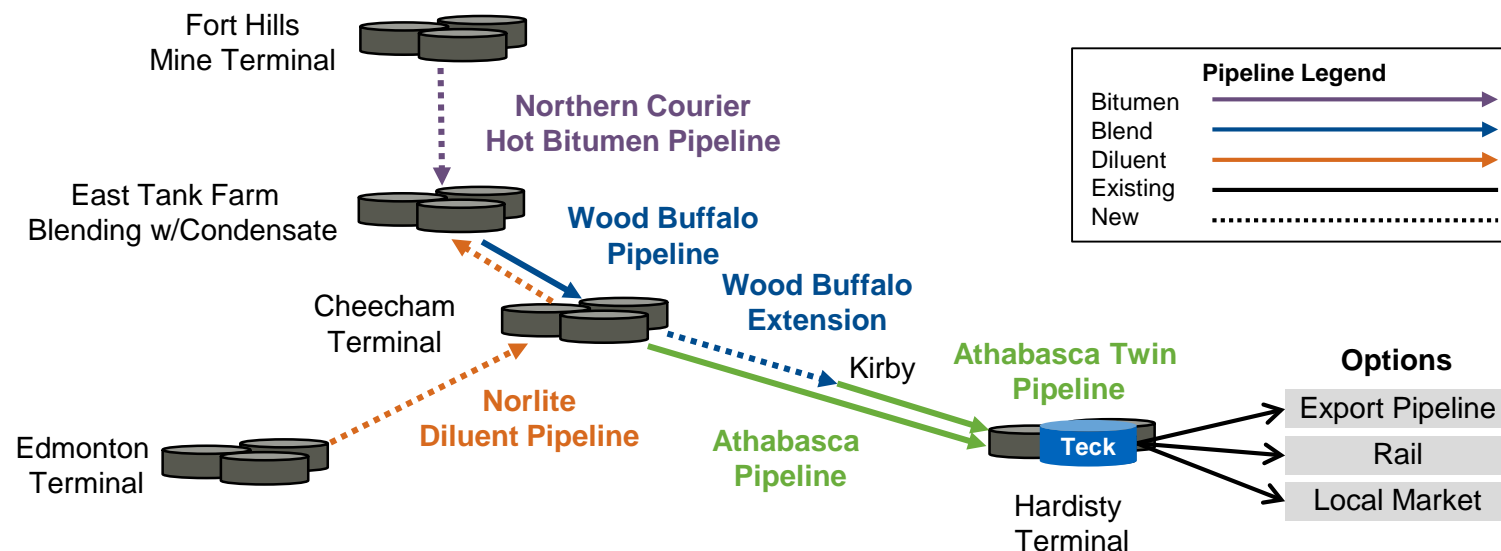 Fort Hills
Mine Terminal
Pipeline Legend
Bitumen
Blend
Diluent
Existing
New
Northern Courier
Hot Bitumen Pipeline
East Tank Farm
Blending w/Condensate
Wood Buffalo
Pipeline
Wood Buffalo
Extension
Cheecham
Terminal
Kirby
Athabasca Twin
Pipeline
Options
Export Pipeline
Rail
Local Market
Norlite
Diluent Pipeline
Athabasca
Pipeline
Edmonton
Terminal
Teck
Hardisty
Terminal